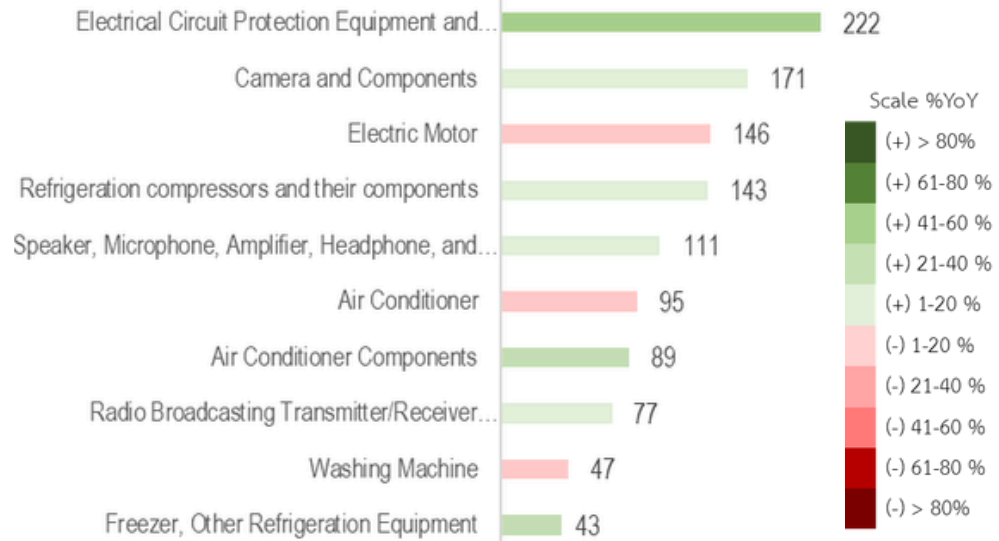 Electrical Circuit Protection Equipment and... 222
Camera and Components 171
Electric Motor 146
Refrigeration compressors and their components 143
Speaker, Microphone, Amplifier, Headphone, and... 111
Air Conditioner 95
Air Conditioner Components 89
Radio Broadcasting Transmitter/Receiver... 77
Washing Machine 47
Freezer, Other Refrigeration Equipment 43
Scale %YoY
(+) > 80%
(+) 61-80 %
(+) 41-60 %
(+) 21-40 %
(+) 1-20 %
(-) 1-20 %
(-) 21-40 %
(-) 41-60 %
(-) 61-80 %
(-) > 80%